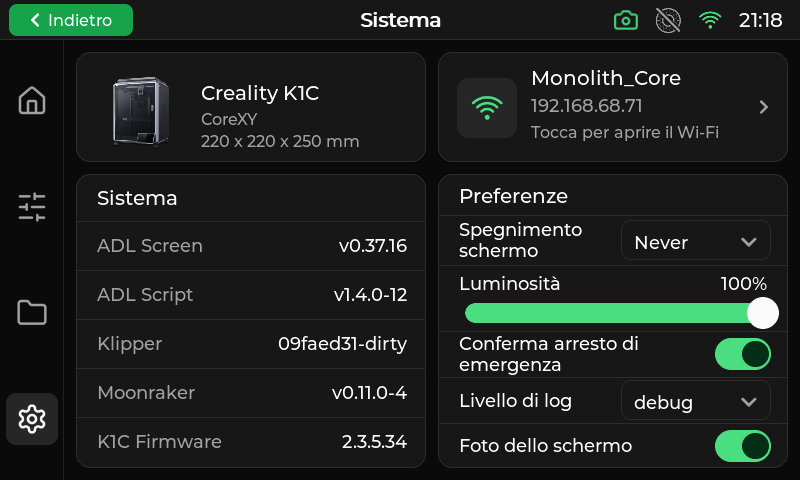 Indietro
Sistema
21:18
Creality K1C
CoreXY
220 x 220 x 250 mm
Monolith_Core
192.168.68.71
Tocca per aprire il Wi-Fi
Sistema
ADL Screen
v0.37.16
ADL Script
v1.4.0-12
Klipper
09faed31-dirty
Moonraker
v0.11.0-4
K1C Firmware
2.3.5.34
Preferenze
Spegnimento
schermo
Never
Luminosità
100%
Conferma arresto di
emergenza
Livello di log
debug
Foto dello schermo